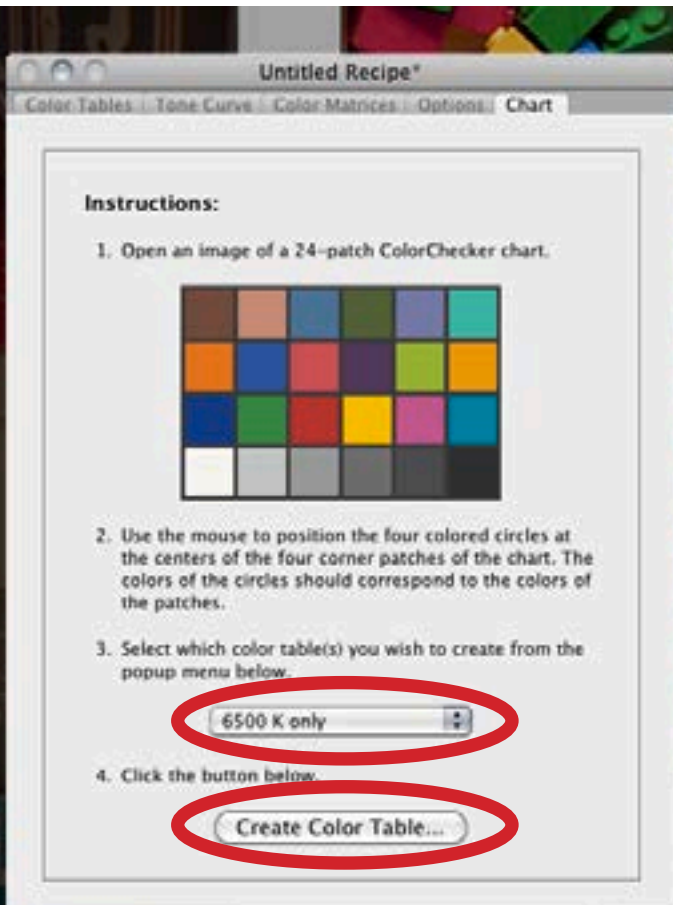 Untitled Recipe*
Color Tables Tone Curve Color Matrices Options Chart
Instructions:
1. Open an image of a 24-patch ColorChecker chart.
2. Use the mouse to position the four colored circles at
the centers of the four corner patches of the chart. The
colors of the circles should correspond to the colors of
the patches.
3. Select which color table(s) you wish to create from the
popup menu below.
6500 K only
4. Click the button below.
Create Color Table...